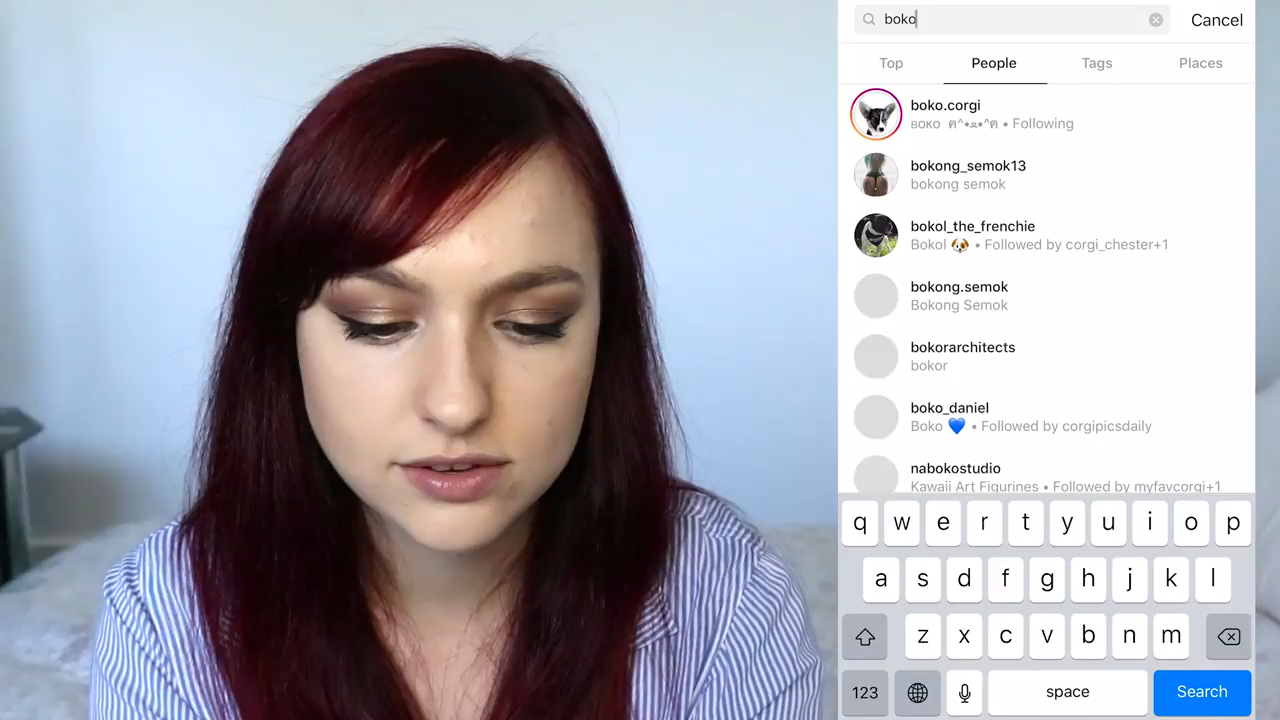 boko
Cancel
Top
People
Tags
Places
boko.corgi
ʙᴏᴋᴏ ฅ^•ﻌ•^ฅ • Following
bokong_semok13
bokong semok
bokol_the_frenchie
Bokol 🐶 • Followed by corgi_chester+1
bokong.semok
Bokong Semok
bokorarchitects
bokor
boko_daniel
Boko 💙 • Followed by corgipicsdaily
nabokostudio
Kawaii Art Figurines • Followed by myfavcorgi+1
q w e r t y u i o p
a s d f g h j k l
z x c v b n m
123
space
Search